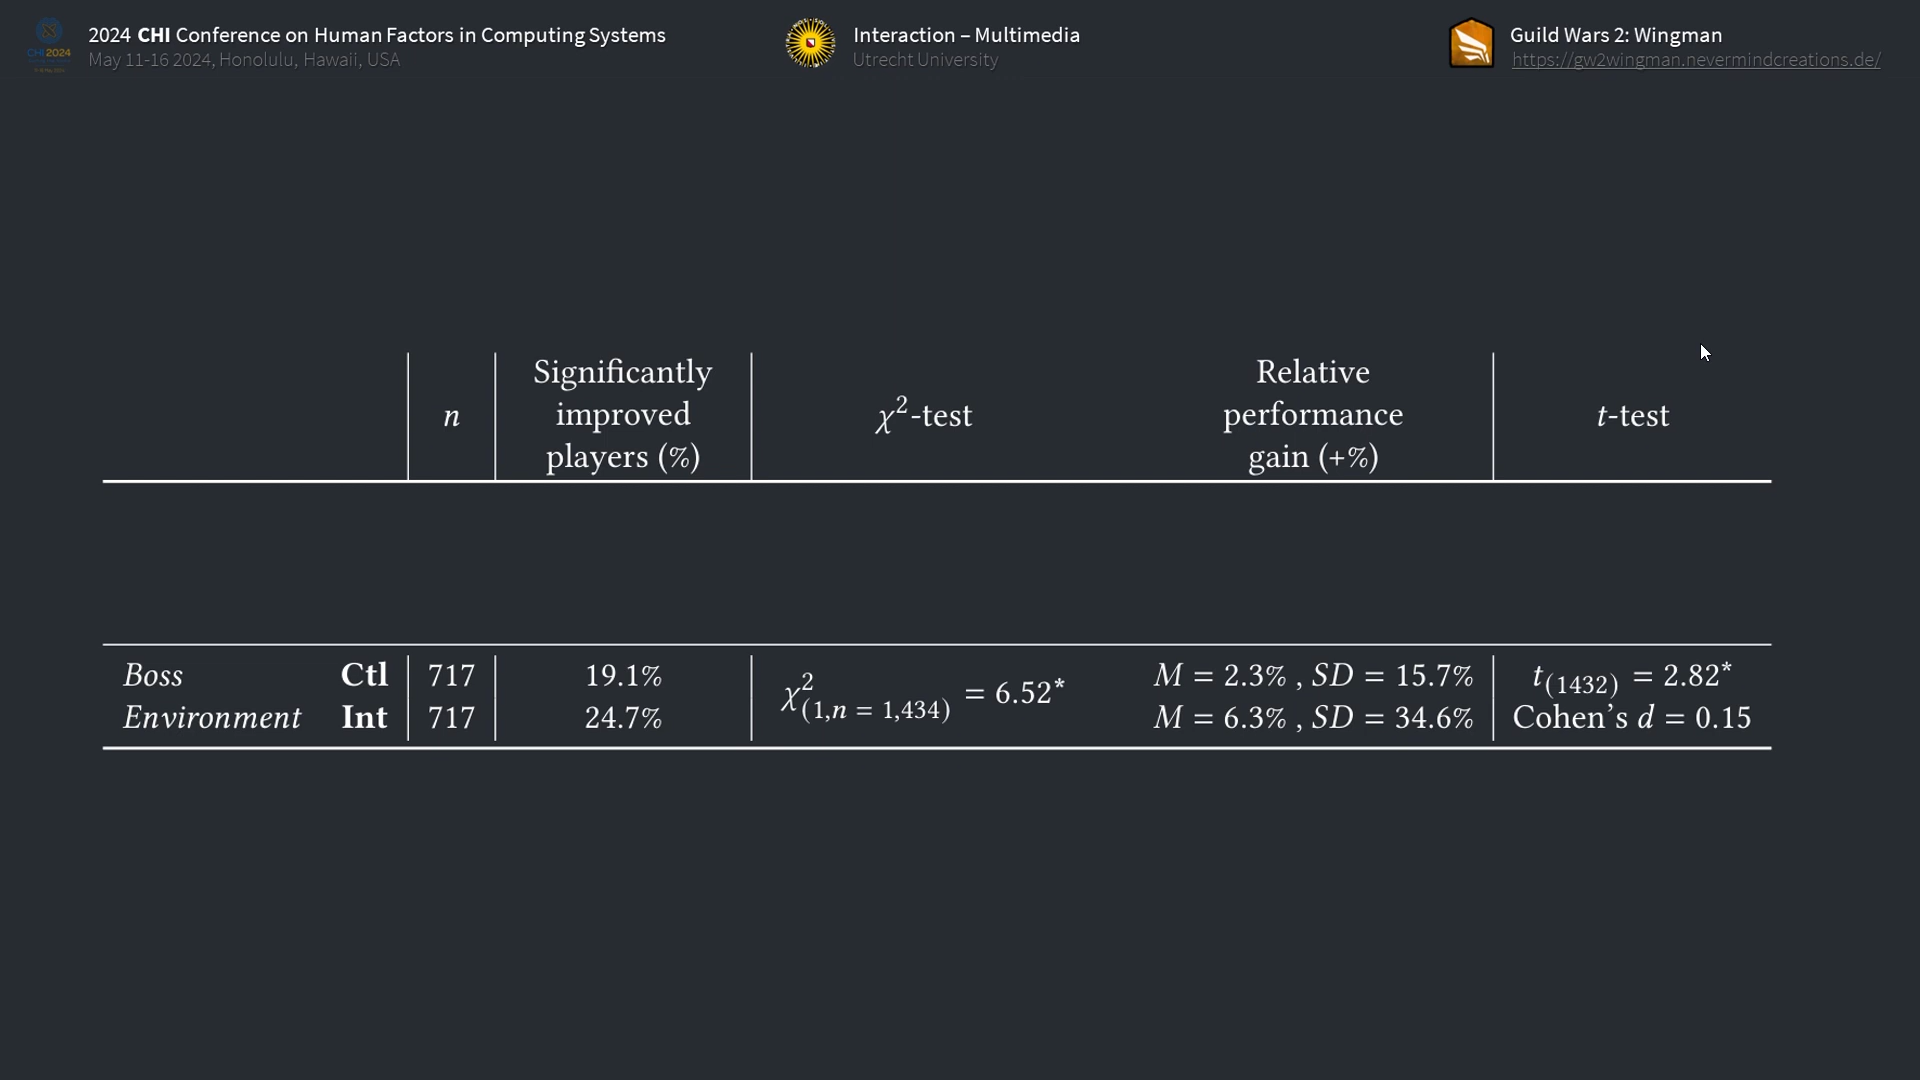 2024 CHI Conference on Human Factors in Computing Systems
May 11-16 2024, Honolulu, Hawaii, USA
CHI 2024
Interaction – Multimedia
Utrecht University
Guild Wars 2: Wingman
https://gw2wingman.nevermindcreations.de/
n
Significantly
improved
players (%)
χ²-test
Relative
performance
gain (+%)
t-test
Boss Ctl 717 19.1% M = 2.3% , SD = 15.7% t(1432) = 2.82*
χ²(1,n = 1,434) = 6.52*
Environment Int 717 24.7% M = 6.3% , SD = 34.6% Cohen’s d = 0.15